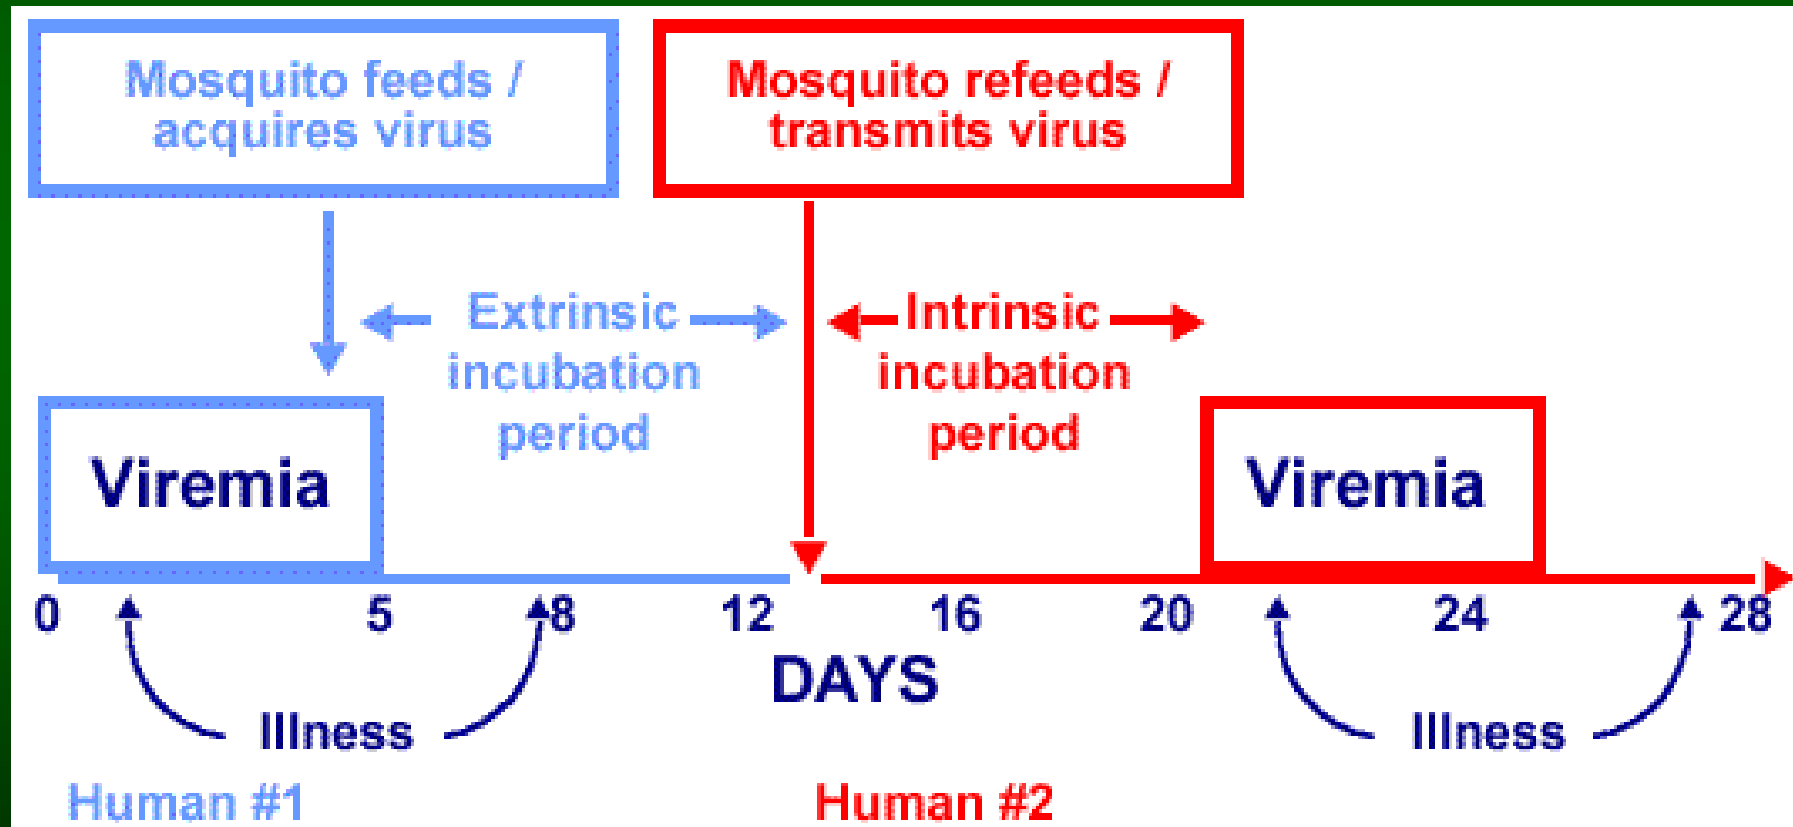 Mosquito feeds /
acquires virus
Mosquito refeeds /
transmits virus
Extrinsic
incubation
period
Intrinsic
incubation
period
Viremia
Viremia
0 5 8 12 16 20 24 28
DAYS
Illness
Illness
Human #1
Human #2